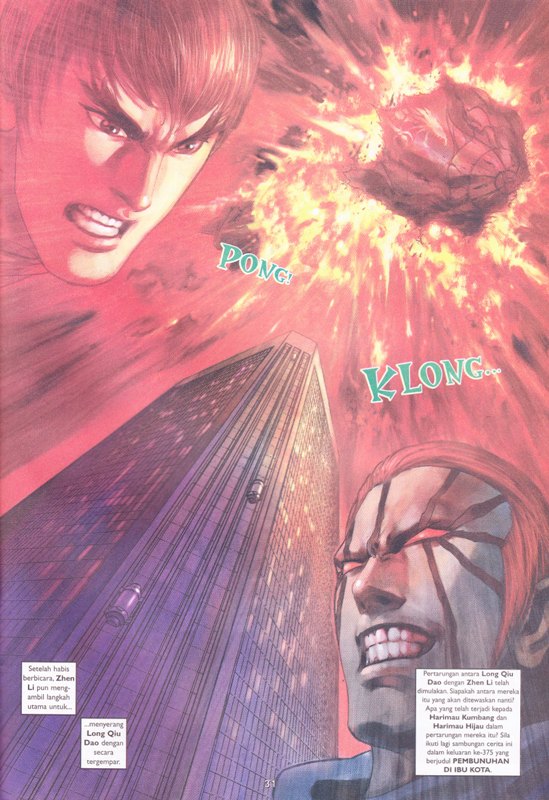 PONG!
KLONG...
Setelah habis
berbicara, Zhen
Li pun meng-
ambil langkah
utama untuk...
...menyerang
Long Qiu
Dao dengan
secara
tergempar.
Pertarungan antara Long Qiu
Dao dengan Zhen Li telah
dimulakan. Siapakah antara mereka
itu yang akan ditewaskan nanti?
Apa yang telah terjadi kepada
Harimau Kumbang dan
Harimau Hijau dalam
pertarungan mereka itu? Sila
ikuti lagi sambungan cerita ini
dalam keluaran ke-375 yang
berjudul PEMBUNUHAN
DI IBU KOTA.
31